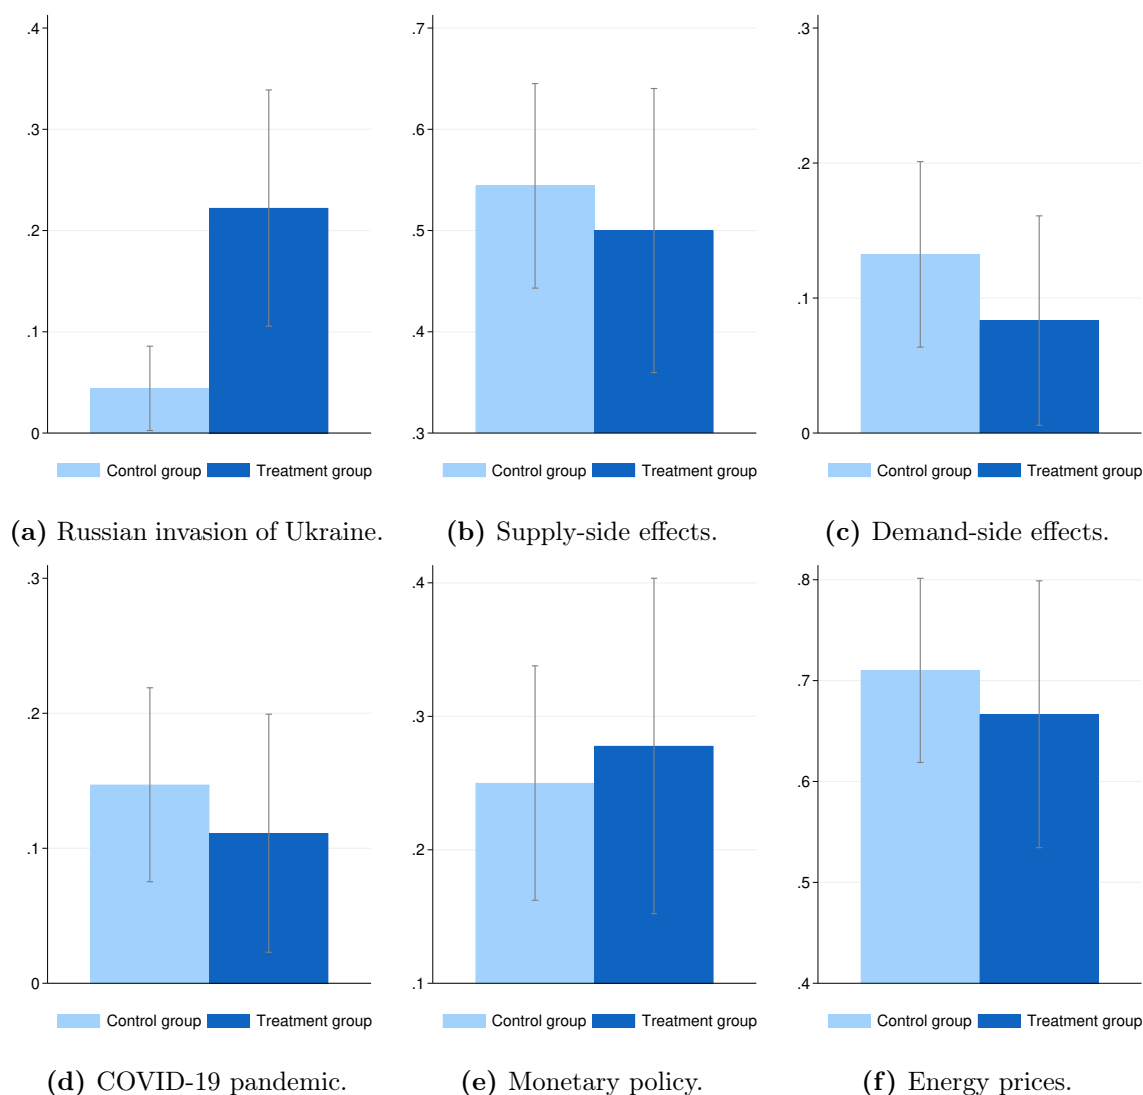 .4
.3
.2
.1
0
Control group Treatment group
(a) Russian invasion of Ukraine.
.7
.6
.5
.4
.3
Control group Treatment group
(b) Supply-side effects.
.3
.2
.1
0
Control group Treatment group
(c) Demand-side effects.
.3
.2
.1
0
Control group Treatment group
(d) COVID-19 pandemic.
.4
.3
.2
.1
Control group Treatment group
(e) Monetary policy.
.8
.7
.6
.5
.4
Control group Treatment group
(f) Energy prices.